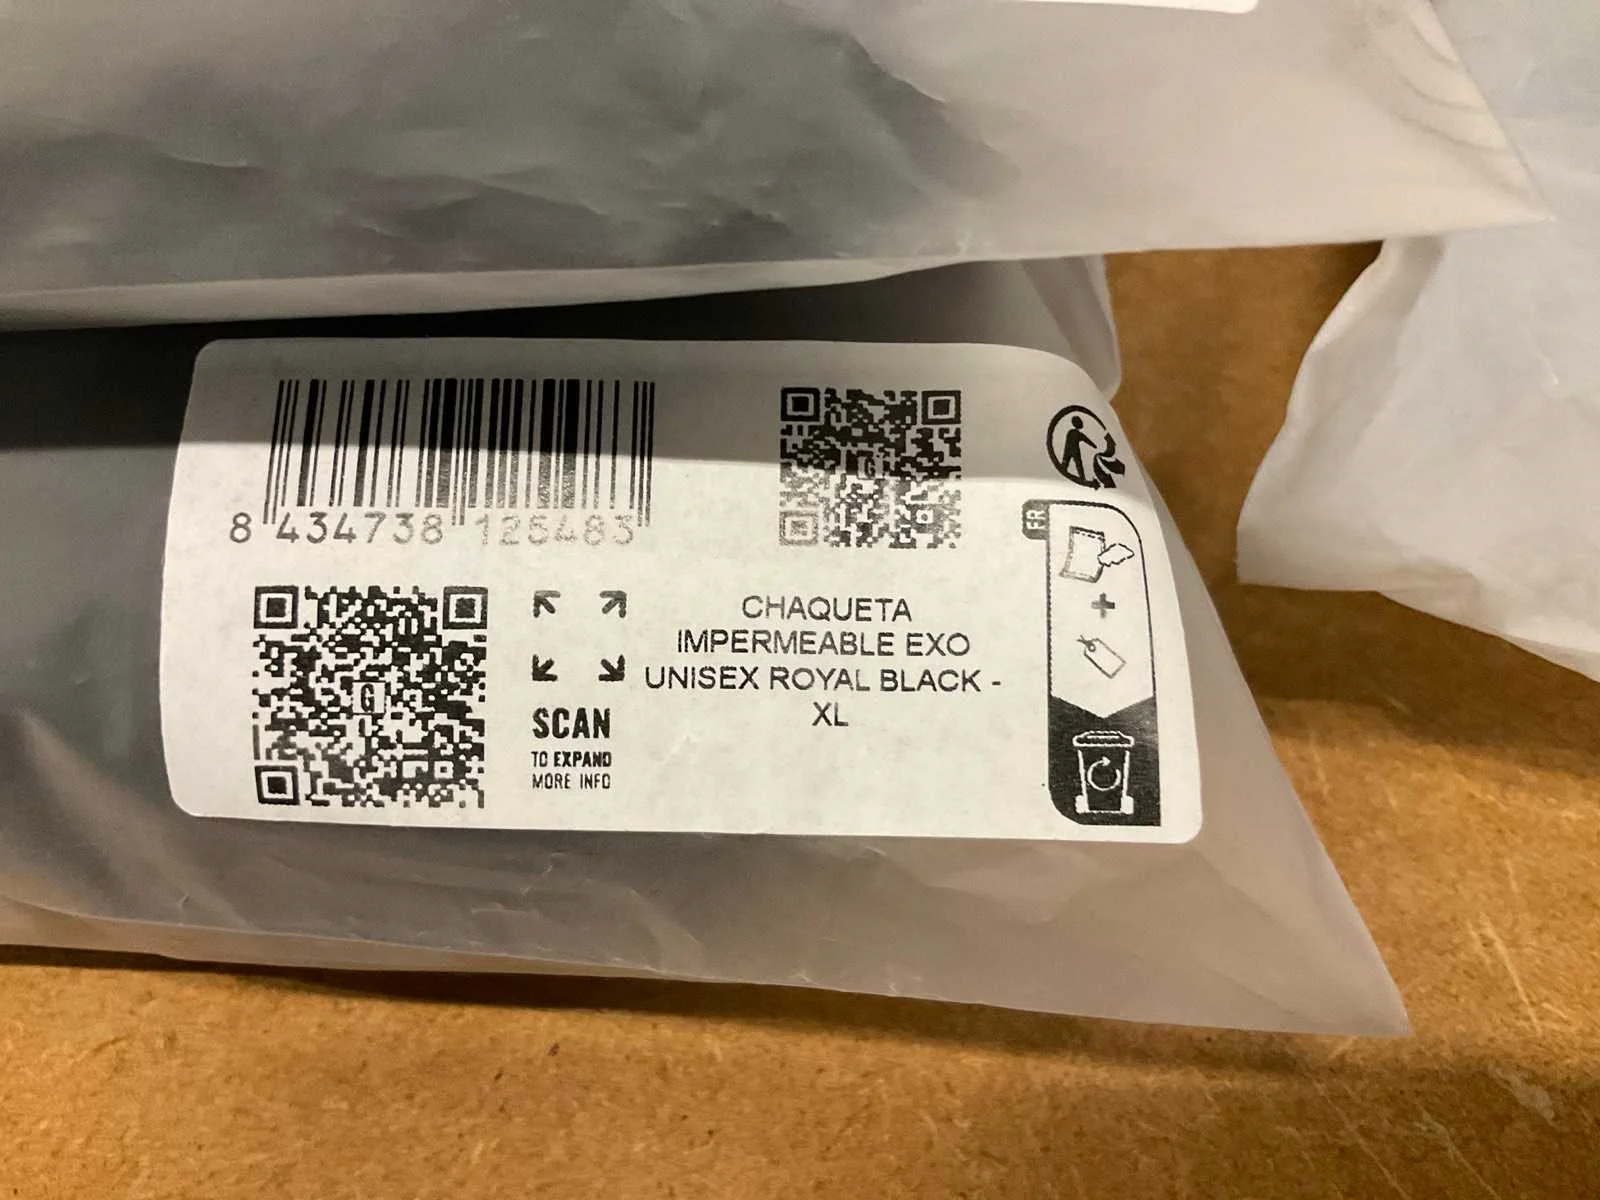 8 434738 125483
G
G
SCAN
TO EXPAND
MORE INFO
CHAQUETA
IMPERMEABLE EXO
UNISEX ROYAL BLACK -
XL
FR